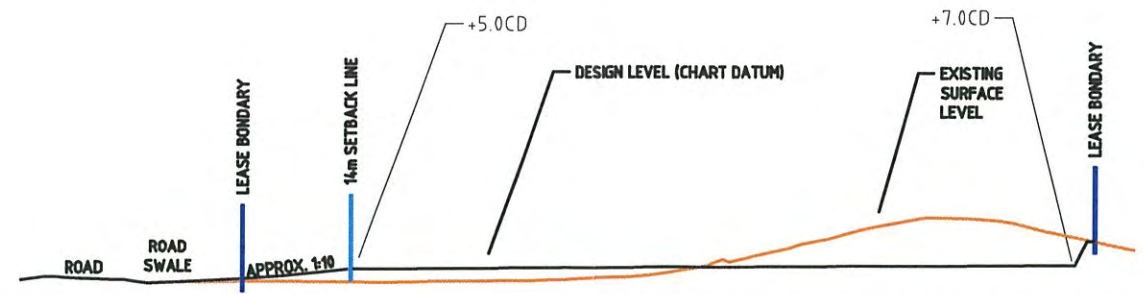 +5.0CD
+7.0CD
DESIGN LEVEL (CHART DATUM)
EXISTING
SURFACE
LEVEL
LEASE BONDARY
14m SETBACK LINE
LEASE BONDARY
ROAD
ROAD
SWALE
APPROX. 1:10